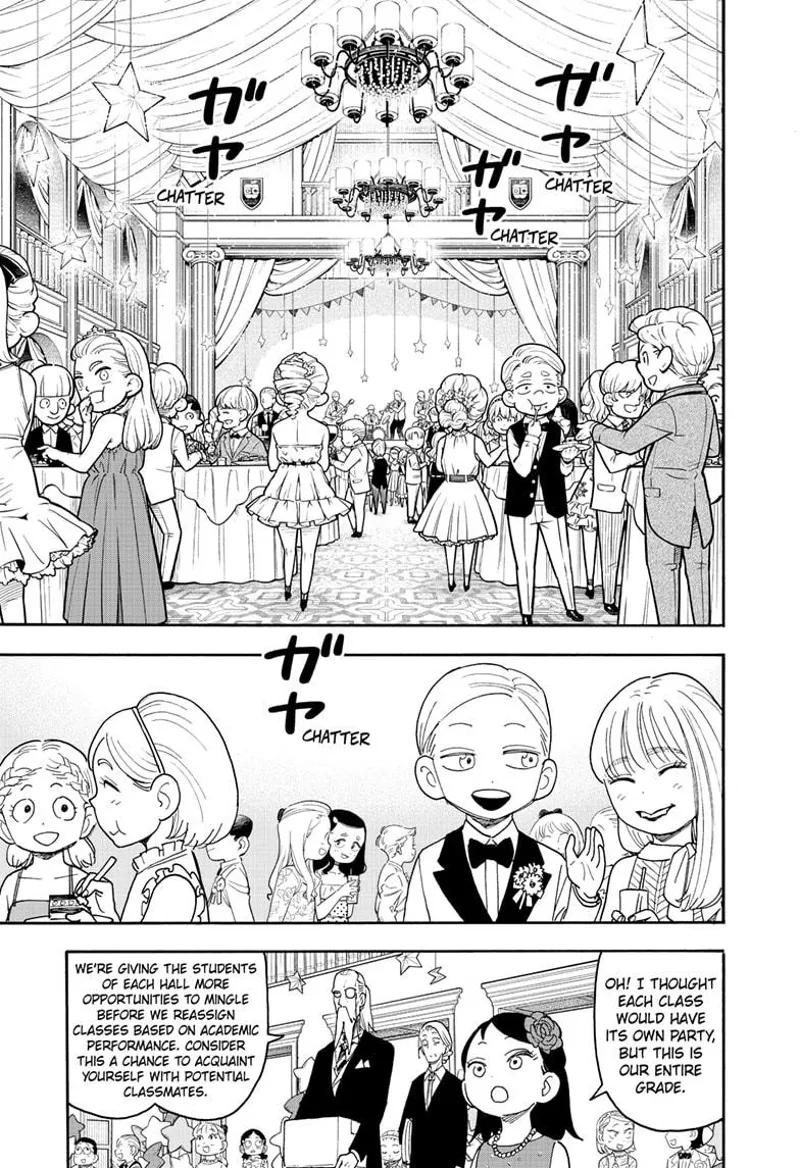 ガヤ
CHATTER
ガヤ
CHATTER
ガヤ
CHATTER
ガヤ
CHATTER
OH! I THOUGHT
EACH CLASS
WOULD HAVE
ITS OWN PARTY,
BUT THIS IS
OUR ENTIRE
GRADE.
WE'RE GIVING THE STUDENTS
OF EACH HALL MORE
OPPORTUNITIES TO MINGLE
BEFORE WE REASSIGN
CLASSES BASED ON ACADEMIC
PERFORMANCE. CONSIDER
THIS A CHANCE TO ACQUAINT
YOURSELF WITH POTENTIAL
CLASSMATES.